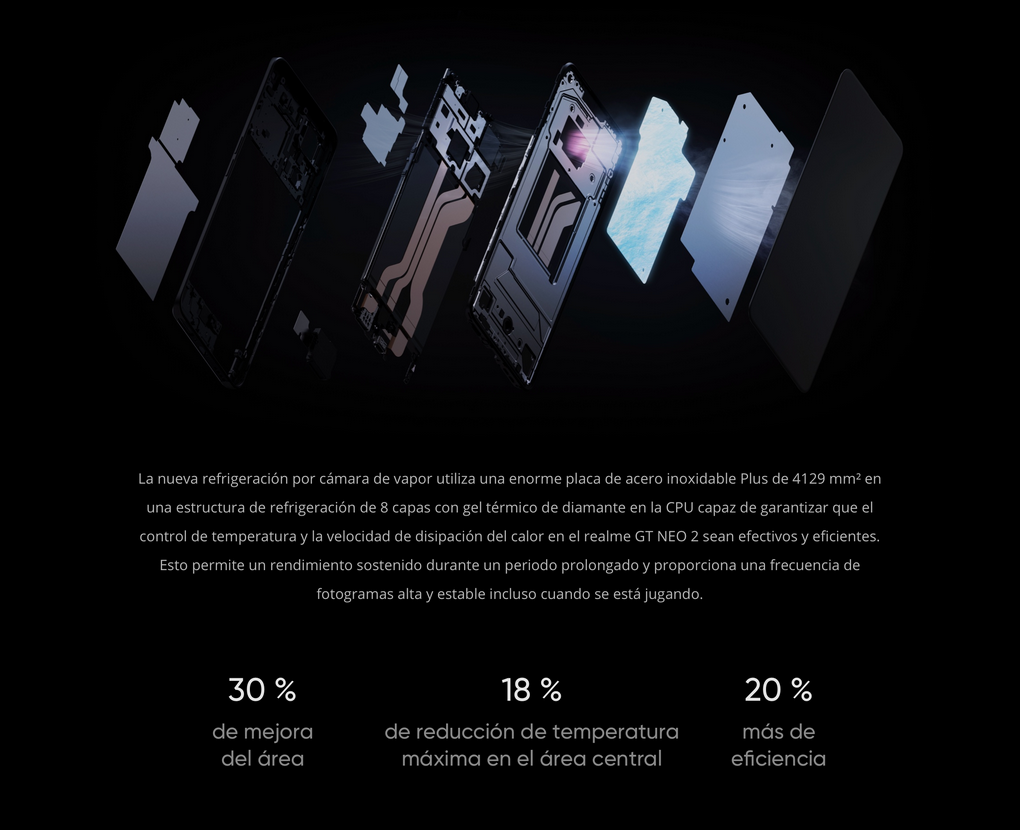 La nueva refrigeración por cámara de vapor utiliza una enorme placa de acero inoxidable Plus de 4129 mm² en
una estructura de refrigeración de 8 capas con gel térmico de diamante en la CPU capaz de garantizar que el
control de temperatura y la velocidad de disipación del calor en el realme GT NEO 2 sean efectivos y eficientes.
Esto permite un rendimiento sostenido durante un periodo prolongado y proporciona una frecuencia de
fotogramas alta y estable incluso cuando se está jugando.
30 %
de mejora
del área
18 %
de reducción de temperatura
máxima en el área central
20 %
más de
eficiencia